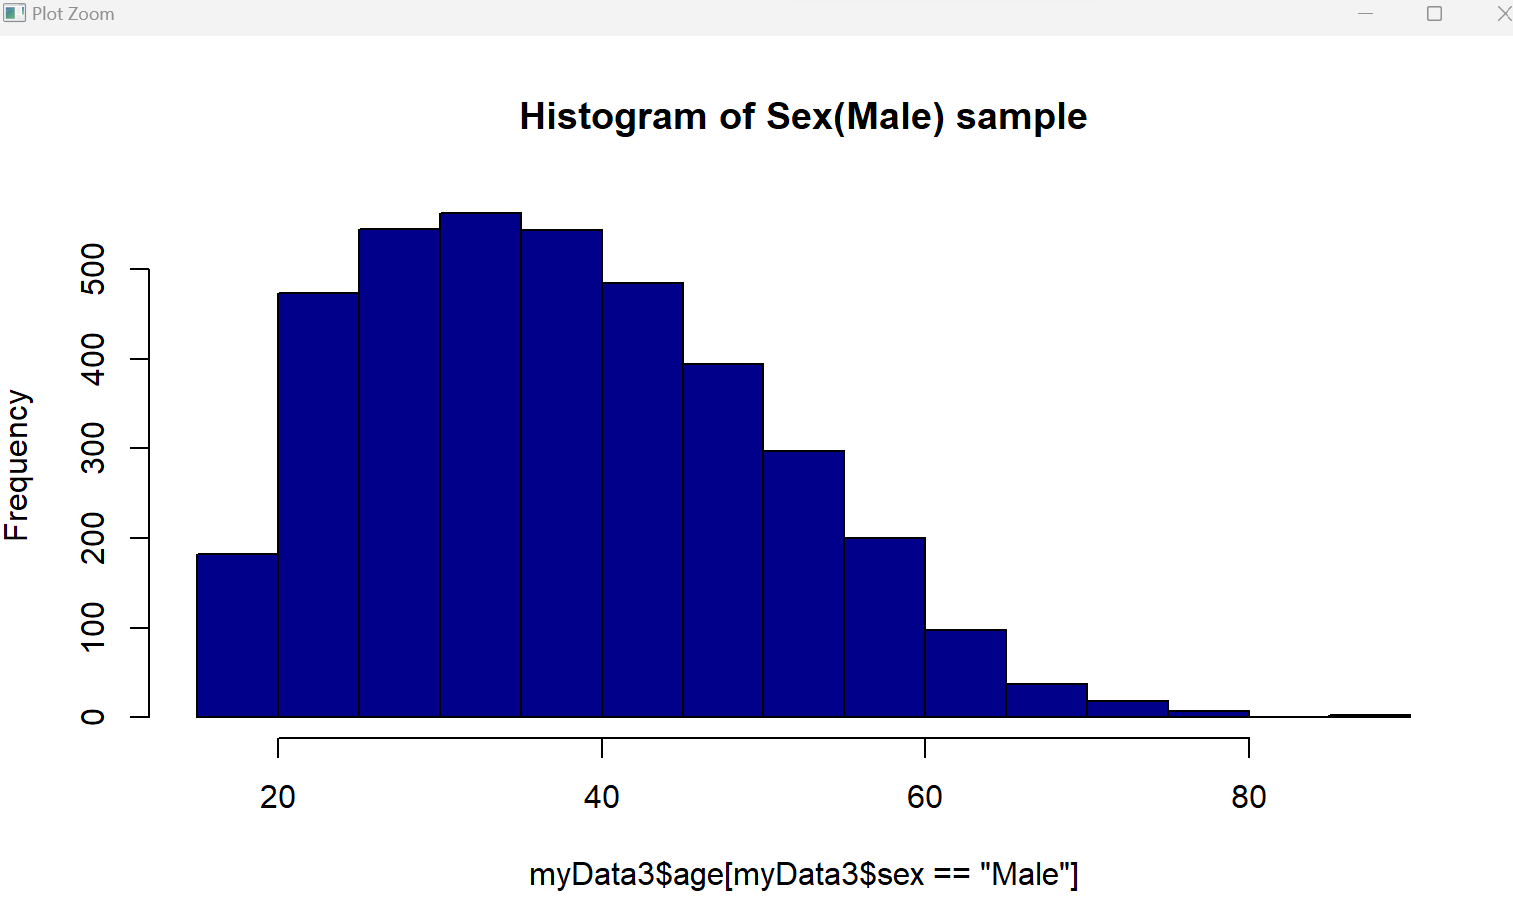 Plot Zoom
Histogram of Sex(Male) sample
Frequency
500
400
300
200
100
0
20 40 60 80
myData3$age[myData3$sex == "Male"]